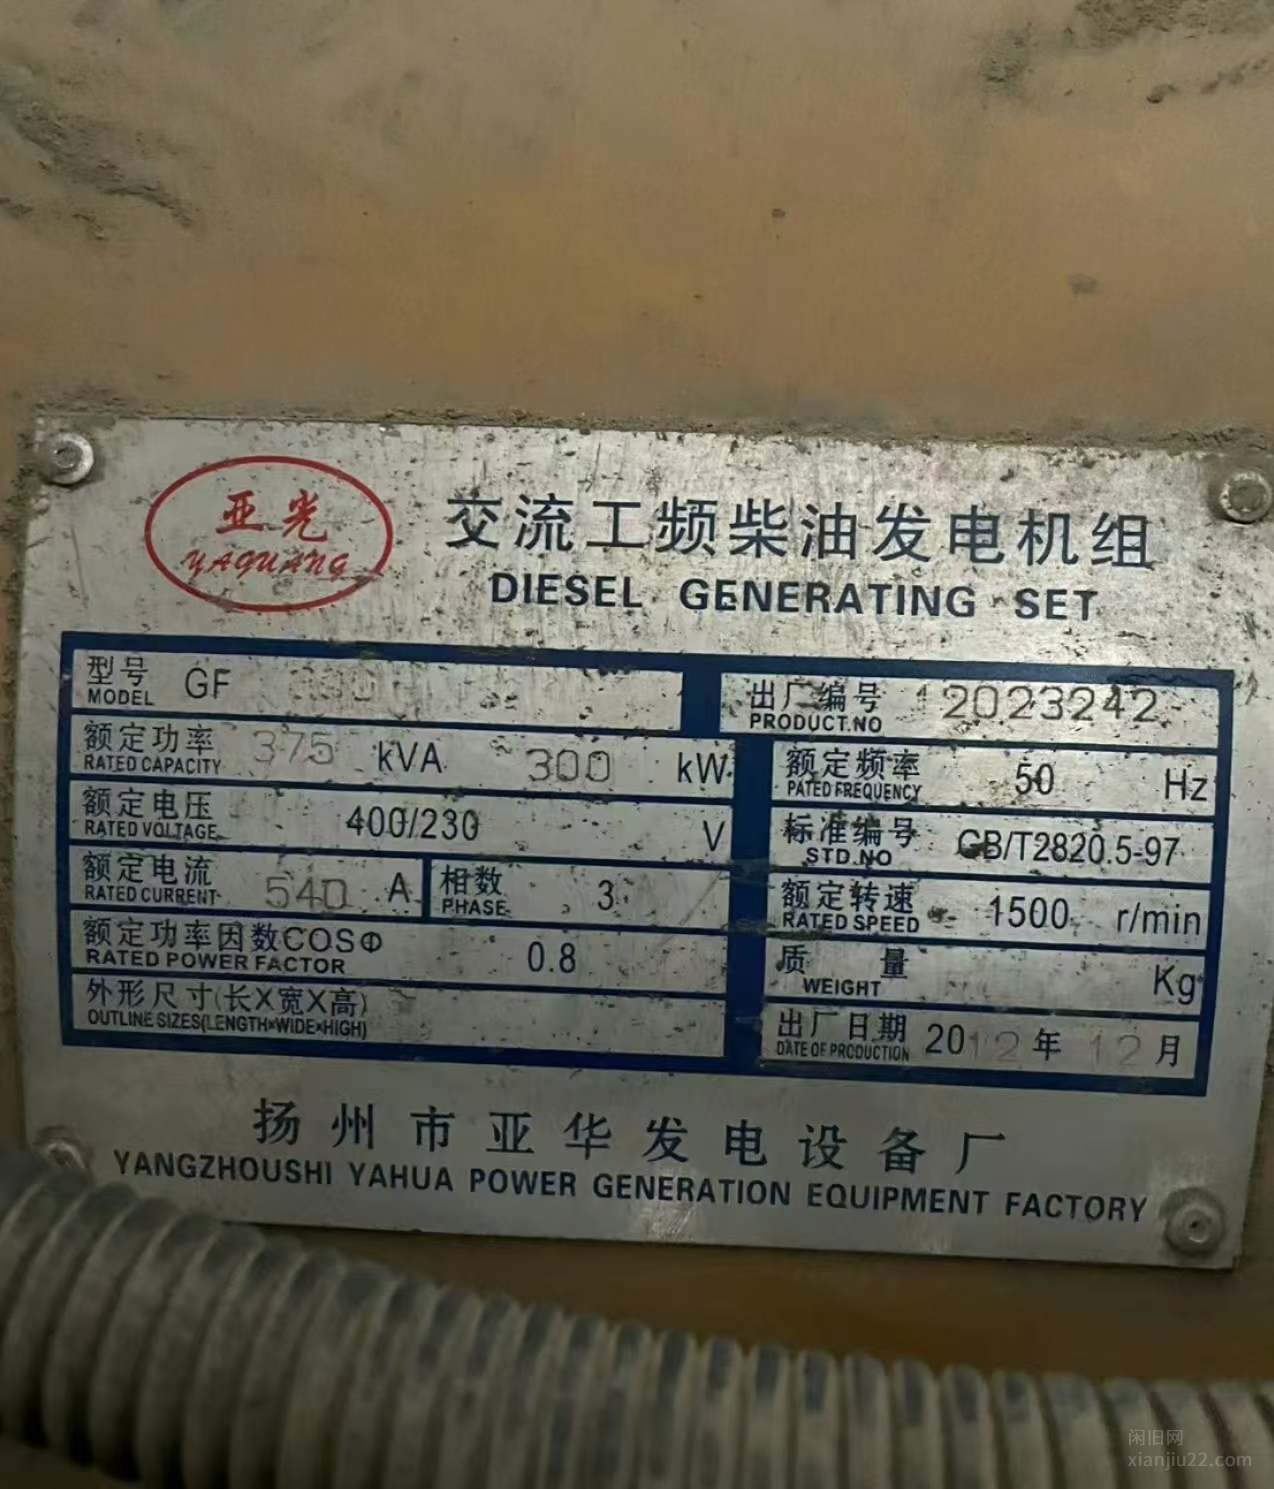 亚光
YAGUANG
交流工频柴油发电机组
DIESEL GENERATING SET
型号 GF
MODEL
出厂编号 12023242
PRODUCT.NO
额定功率 375 kVA 300 kW
RATED CAPACITY
额定频率 50 Hz
PATED FREQUENCY
额定电压 400/230 V
RATED VOLTAGE
标准编号 GB/T2820.5-97
STD.NO
额定电流 540 A
RATED CURRENT
相数 3
PHASE
额定转速 1500 r/min
RATED SPEED
额定功率因数COSΦ 0.8
RATED POWER FACTOR
质量 Kg
WEIGHT
外形尺寸(长X宽X高)
OUTLINE SIZES(LENGTH×WIDE×HIGH)
出厂日期 2012 年 12 月
DATE OF PRODUCTION
扬州市亚华发电设备厂
YANGZHOUSHI YAHUA POWER GENERATION EQUIPMENT FACTORY
闲旧网
xianjiu22.com